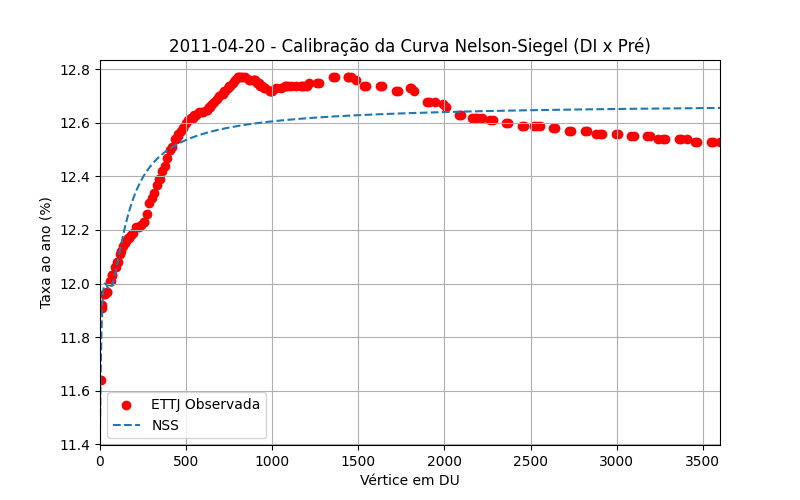 2011-04-20 - Calibração da Curva Nelson-Siegel (DI x Pré)
12.8
12.6
12.4
12.2
12.0
11.8
11.6
11.4
Taxa ao ano (%)
ETTJ Observada
NSS
0 500 1000 1500 2000 2500 3000 3500
Vértice em DU